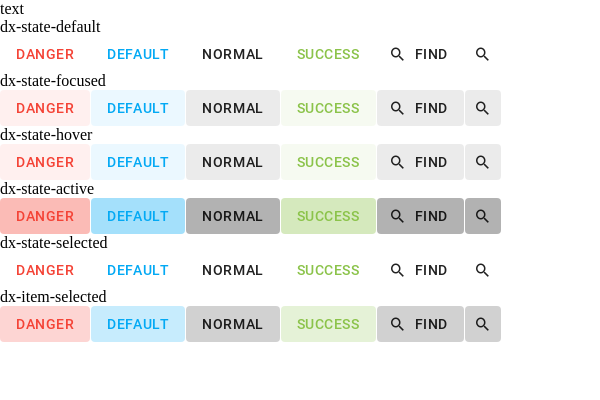 text
dx-state-default
DANGER DEFAULT NORMAL SUCCESS FIND
dx-state-focused
DANGER DEFAULT NORMAL SUCCESS FIND
dx-state-hover
DANGER DEFAULT NORMAL SUCCESS FIND
dx-state-active
DANGER DEFAULT NORMAL SUCCESS FIND
dx-state-selected
DANGER DEFAULT NORMAL SUCCESS FIND
dx-item-selected
DANGER DEFAULT NORMAL SUCCESS FIND